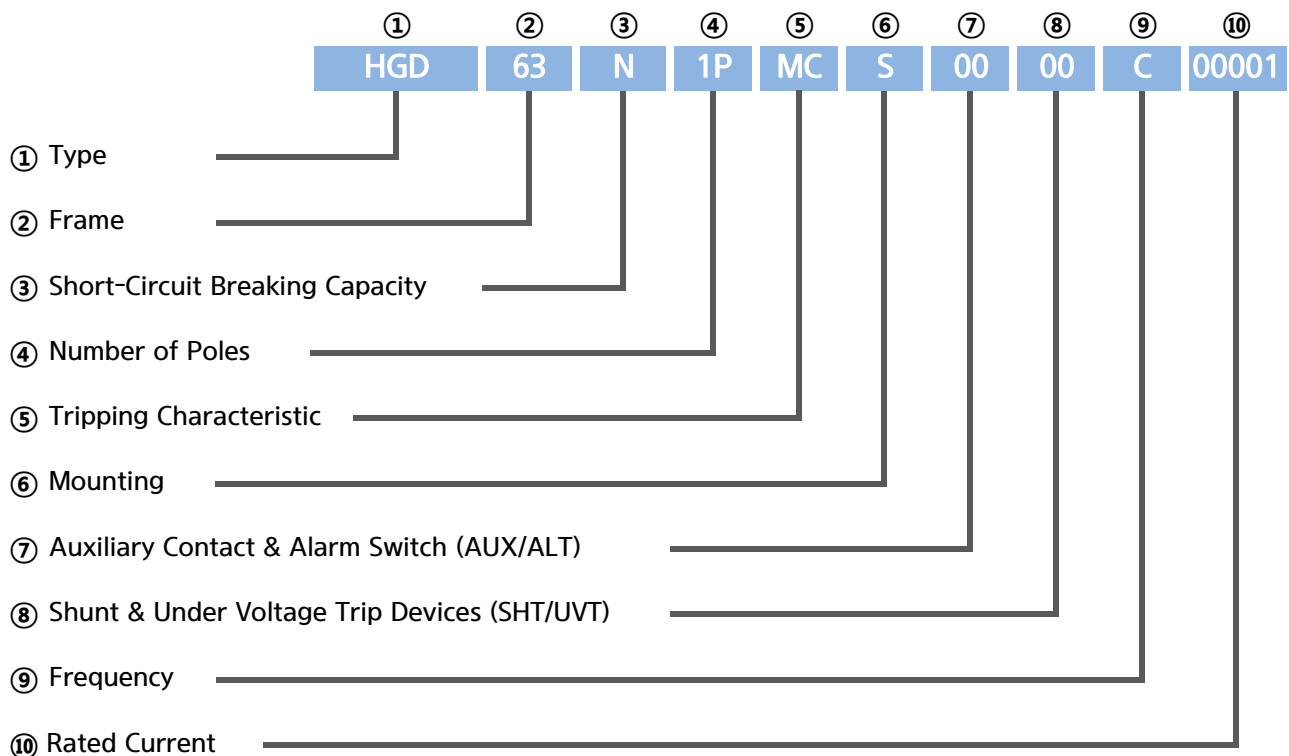 ① ② ③ ④ ⑤ ⑥ ⑦ ⑧ ⑨ ⑩
HGD 63 N 1P MC S 00 00 C 00001
① Type
② Frame
③ Short-Circuit Breaking Capacity
④ Number of Poles
⑤ Tripping Characteristic
⑥ Mounting
⑦ Auxiliary Contact & Alarm Switch (AUX/ALT)
⑧ Shunt & Under Voltage Trip Devices (SHT/UVT)
⑨ Frequency
⑩ Rated Current